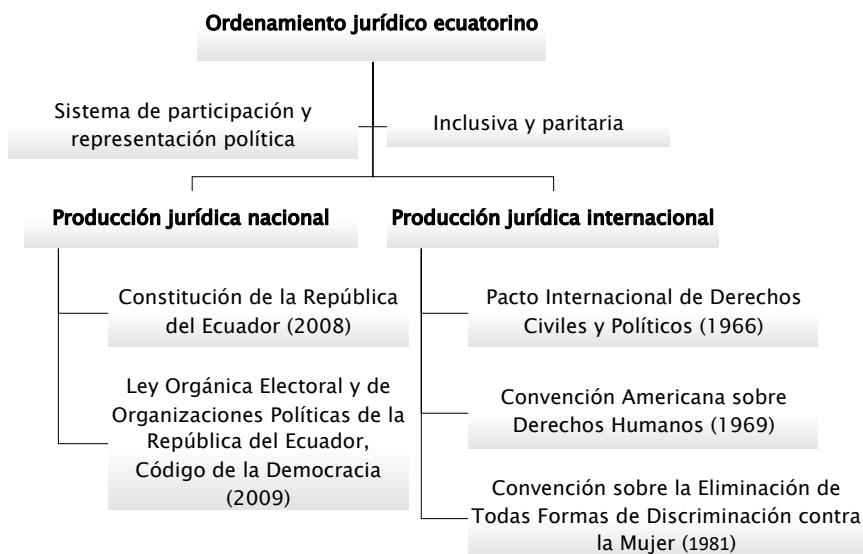 Ordenamiento jurídico ecuatorino
Sistema de participación y
representación política
Inclusiva y paritaria
Producción jurídica nacional
Producción jurídica internacional
Constitución de la República
del Ecuador (2008)
Ley Orgánica Electoral y de
Organizaciones Políticas de la
República del Ecuador,
Código de la Democracia
(2009)
Pacto Internacional de Derechos
Civiles y Políticos (1966)
Convención Americana sobre
Derechos Humanos (1969)
Convención sobre la Eliminación de
Todas Formas de Discriminación contra
la Mujer (1981)